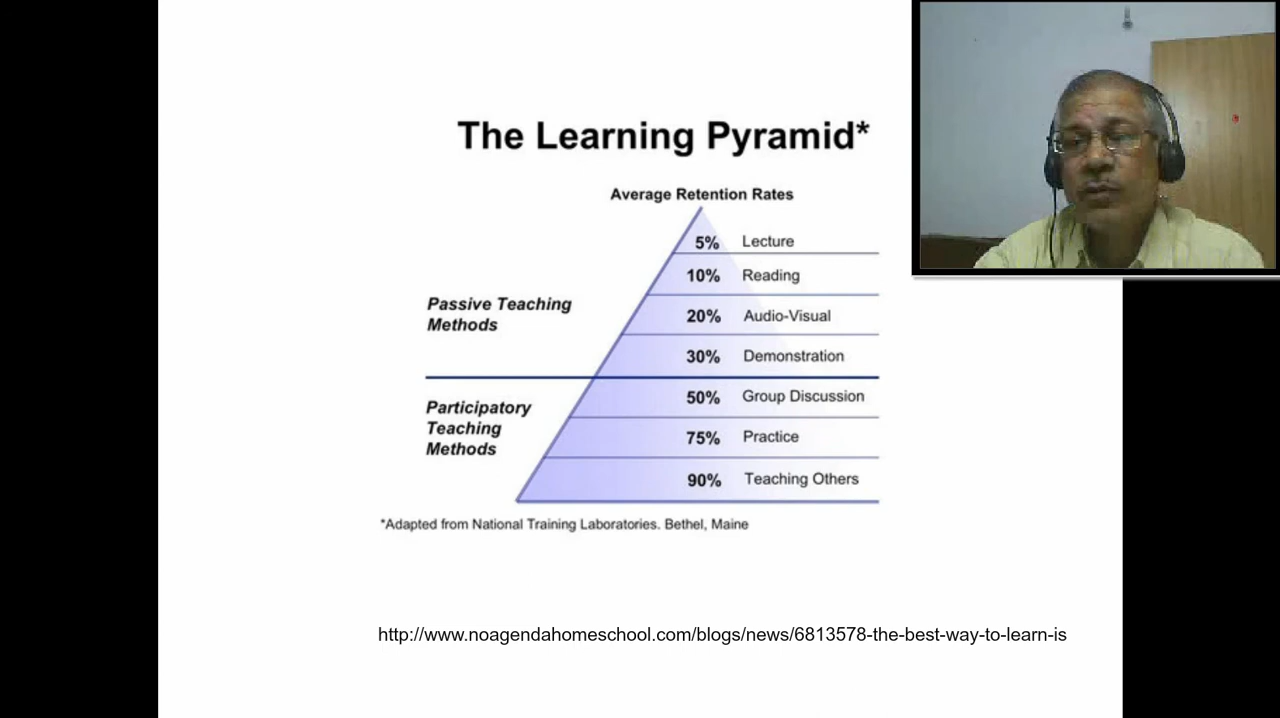 The Learning Pyramid*
Average Retention Rates
5% Lecture
10% Reading
Passive Teaching
Methods
20% Audio-Visual
30% Demonstration
50% Group Discussion
Participatory
Teaching
Methods
75% Practice
90% Teaching Others
*Adapted from National Training Laboratories. Bethel, Maine
http://www.noagendahomeschool.com/blogs/news/6813578-the-best-way-to-learn-is